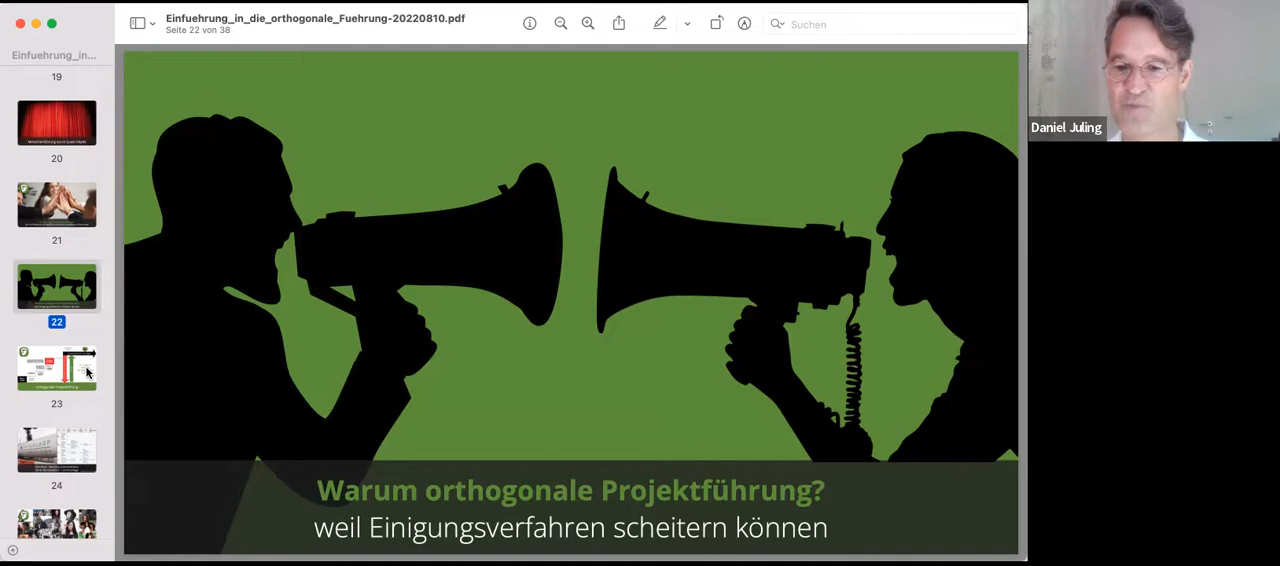 Einfuehrung_in_die_orthogonale_Fuehrung-20220810.pdf
Seite 22 von 38
Suchen
Einfuehrung_in...
19
20
21
22
23
24
Daniel Juling
Warum orthogonale Projektführung?
weil Einigungsverfahren scheitern können